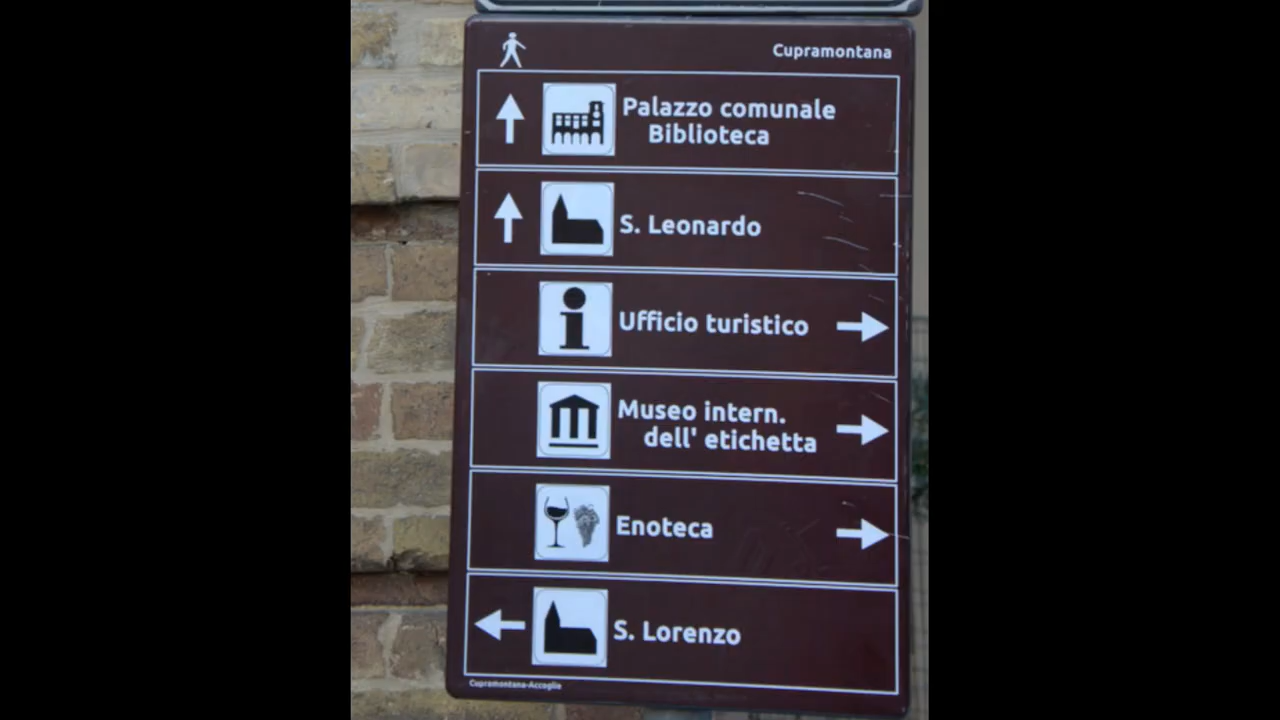 Cupramontana
Palazzo comunale
Biblioteca
S. Leonardo
Ufficio turistico
Museo intern.
dell' etichetta
Enoteca
S. Lorenzo
Cupramontana-Accoglie